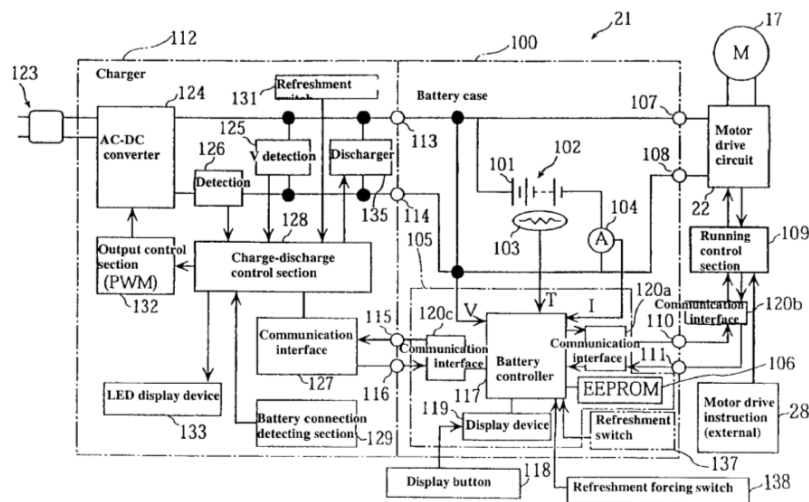 21
17
M
112
100
Charger
123
124
131
Refreshment
switch
Battery case
107
AC-DC
converter
125
V detection
126
Detection
Discharger
135
113
114
101
102
103
104
A
108
Motor
drive
circuit
22
128
Charge-discharge
control section
Output control
section
(PWM)
132
105
V
T
I
109
Running
control
section
115
120c
Communication
interface
116
127
Communication
interface
117
Battery
controller
120a
Communication
interface
110
111
Communication
interface
120b
106
EEPROM
LED display device
133
Battery connection
detecting section
129
119
Display device
Refreshment
switch
137
Motor drive
instruction
(external)
28
Display button
118
Refreshment forcing switch
138